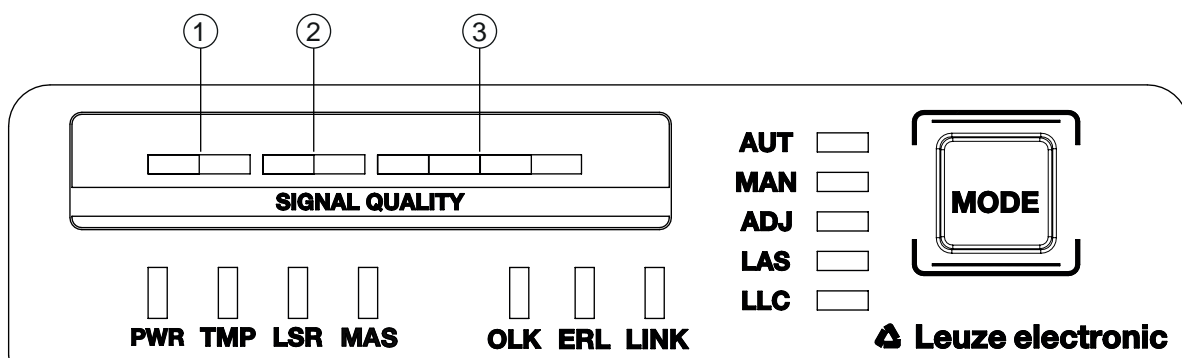 1 2 3
SIGNAL QUALITY
PWR TMP LSR MAS OLK ERL LINK
AUT
MAN
ADJ
LAS
LLC
MODE
Leuze electronic